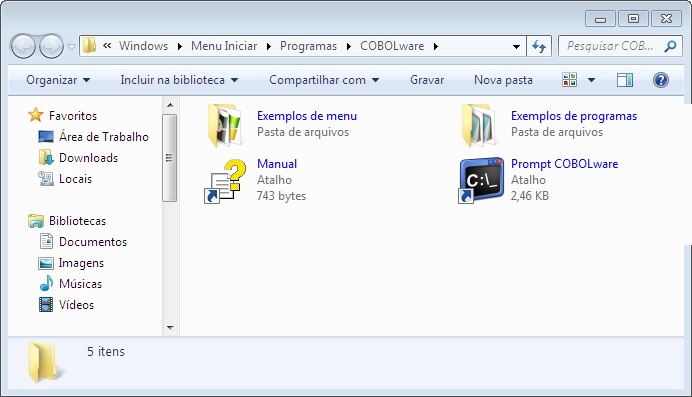 « Windows Menu Iniciar Programas COBOLware
Pesquisar COB...
Organizar Incluir na biblioteca Compartilhar com Gravar Nova pasta
Favoritos
Área de Trabalho
Downloads
Locais
Bibliotecas
Documentos
Imagens
Músicas
Vídeos
Exemplos de menu
Pasta de arquivos
Exemplos de programas
Pasta de arquivos
Manual
Atalho
743 bytes
C:\_
Prompt COBOLware
Atalho
2,46 KB
5 itens